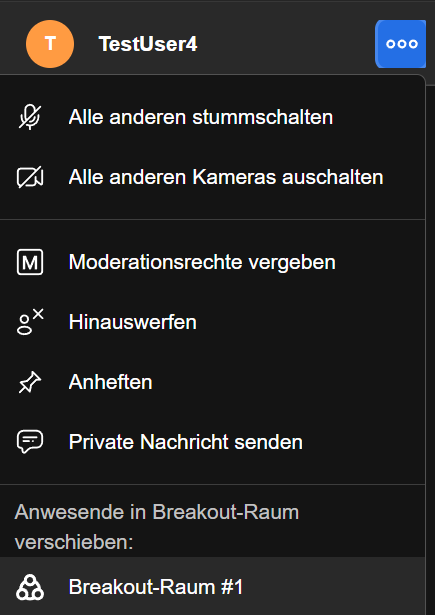 T
TestUser4
Alle anderen stummschalten
Alle anderen Kameras auschalten
M
Moderationsrechte vergeben
Hinauswerfen
Anheften
Private Nachricht senden
Anwesende in Breakout-Raum
verschieben:
Breakout-Raum #1